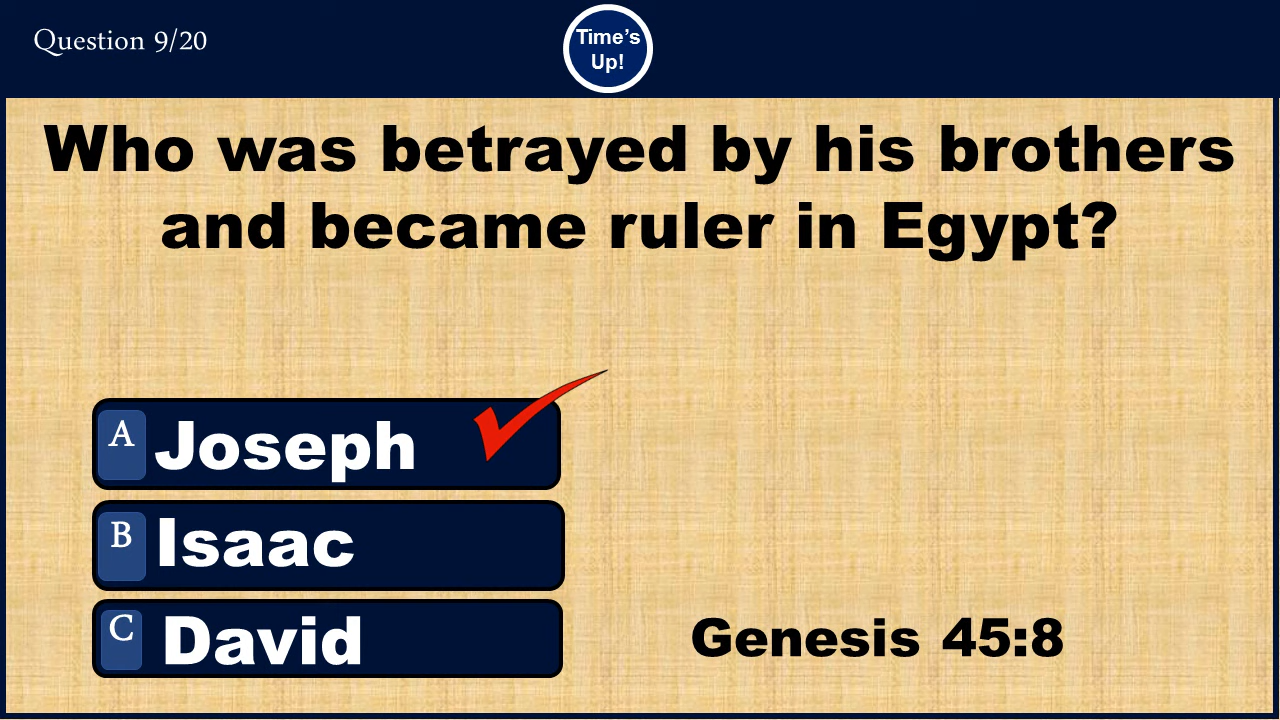 Question 9/20
Time's
Up!
Who was betrayed by his brothers
and became ruler in Egypt?
A Joseph
B Isaac
C David
Genesis 45:8